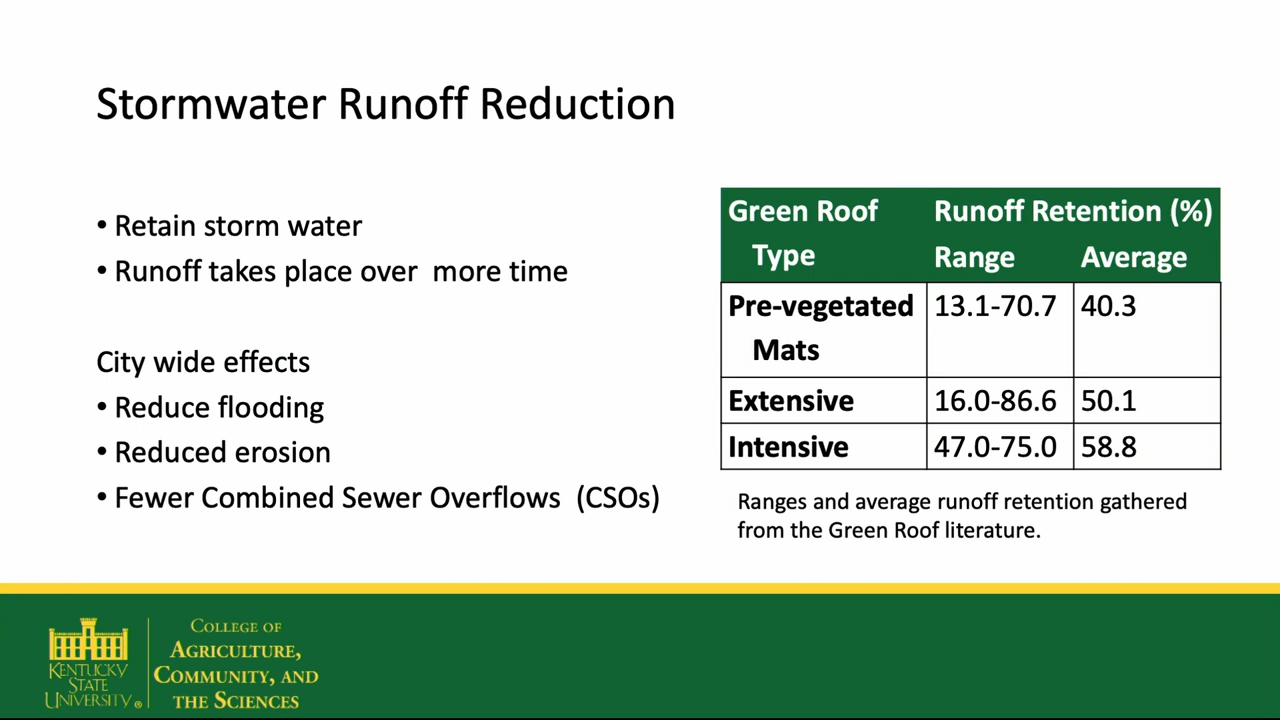 Stormwater Runoff Reduction
• Retain storm water
• Runoff takes place over  more time
City wide effects
• Reduce flooding
• Reduced erosion
• Fewer Combined Sewer Overflows  (CSOs)
Green Roof Runoff Retention (%)
Type Range Average
Pre-vegetated 13.1-70.7 40.3
Mats
Extensive 16.0-86.6 50.1
Intensive 47.0-75.0 58.8
Ranges and average runoff retention gathered
from the Green Roof literature.
KENTUCKY
STATE
UNIVERSITY®
COLLEGE OF
AGRICULTURE,
COMMUNITY, AND
THE SCIENCES